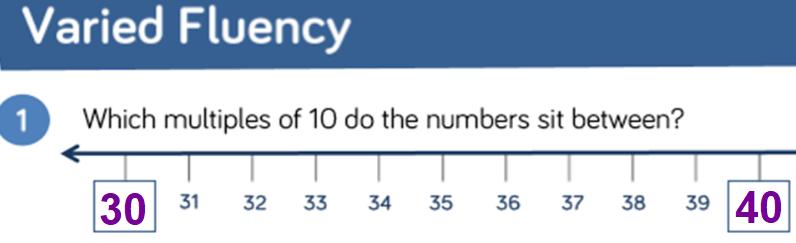 Varied Fluency
1 Which multiples of 10 do the numbers sit between?
30 31 32 33 34 35 36 37 38 39 40